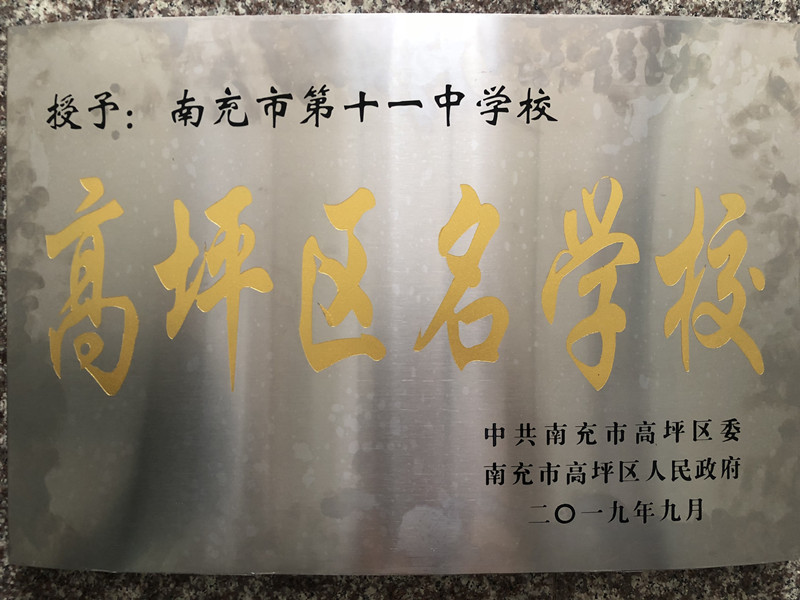 授予：南充市第十一中学校
高坪区名学校
中共南充市高坪区委
南充市高坪区人民政府
二〇一九年九月